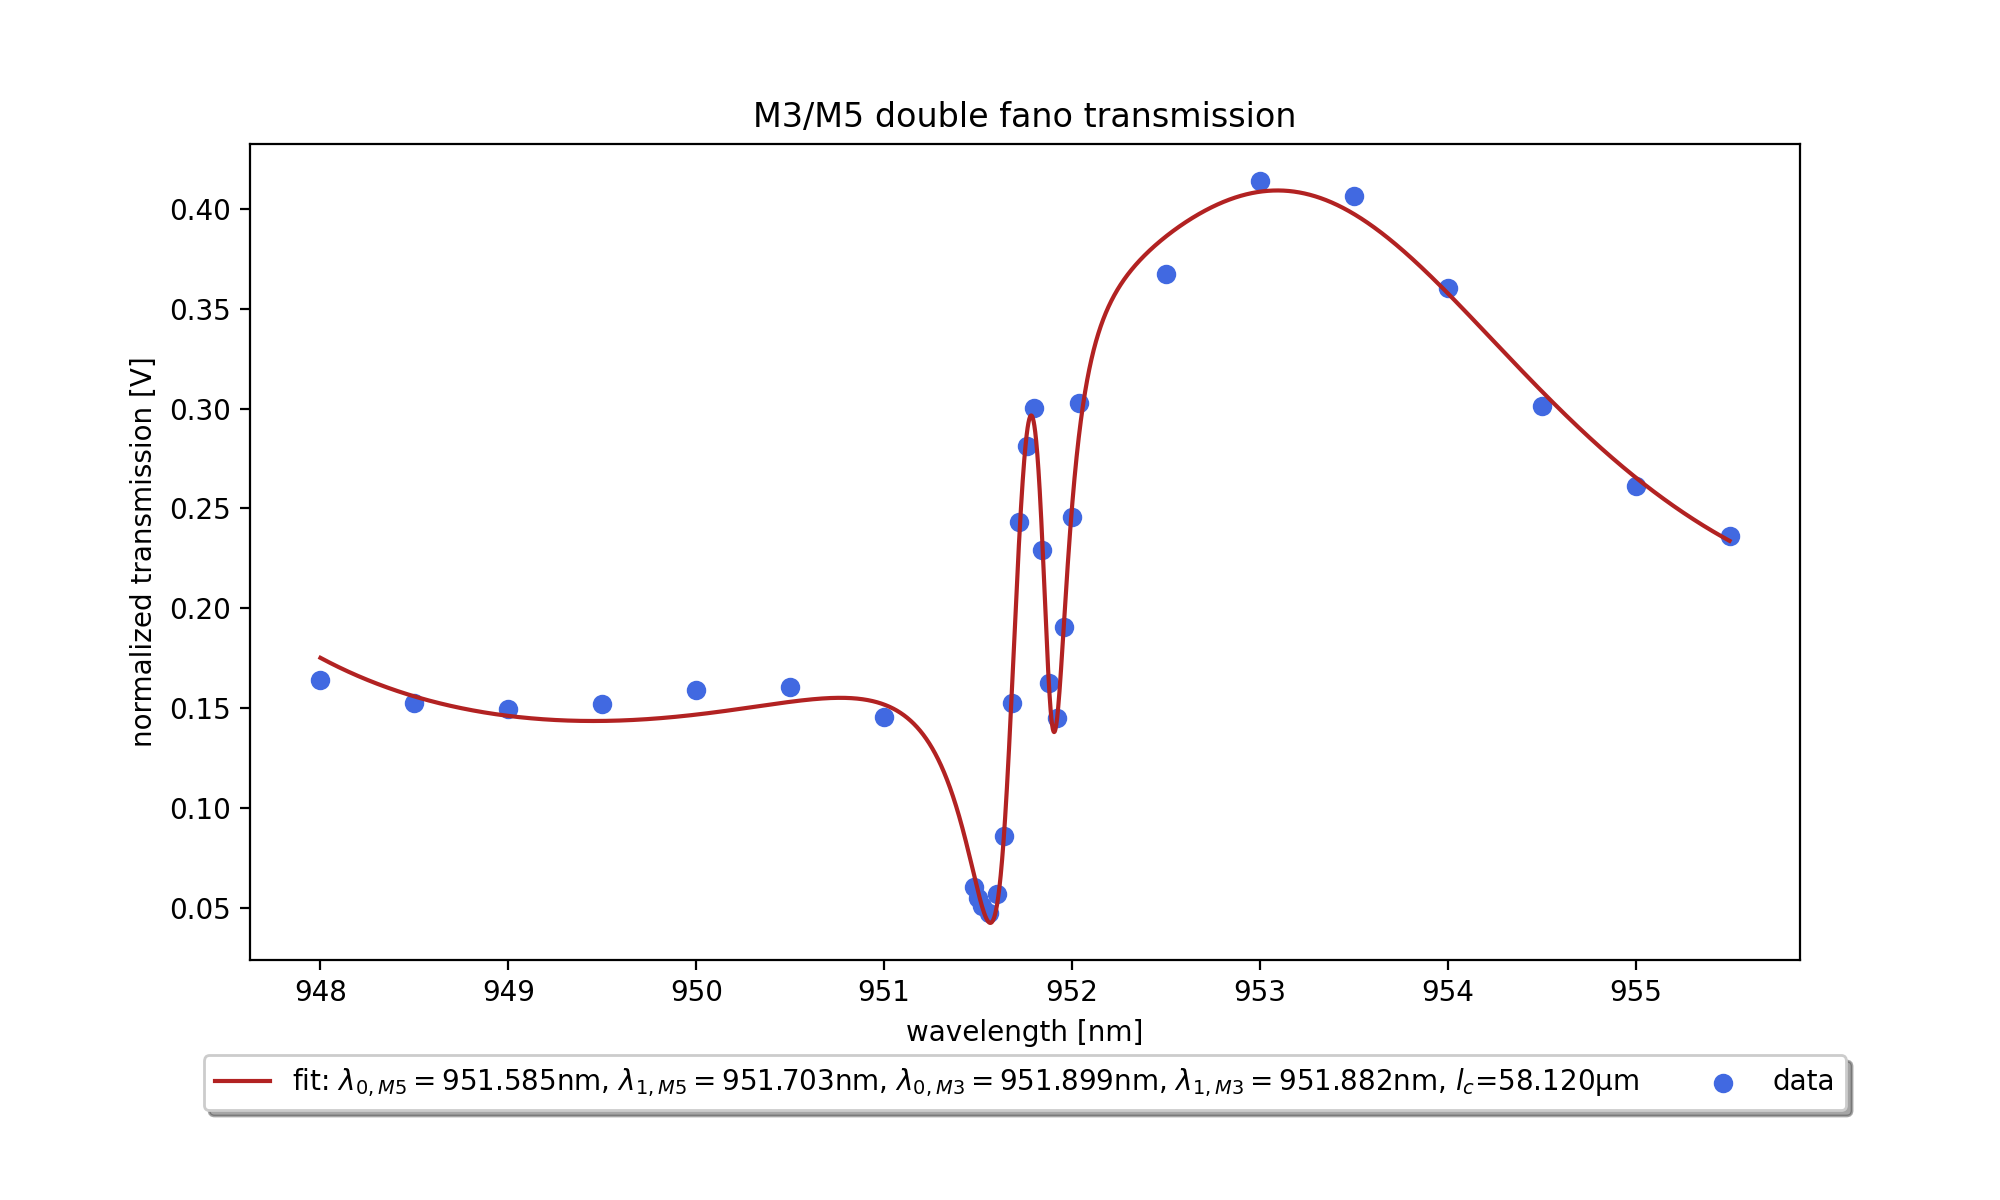 M3/M5 double fano transmission
normalized transmission [V]
0.40
0.35
0.30
0.25
0.20
0.15
0.10
0.05
948 949 950 951 952 953 954 955
wavelength [nm]
fit: λ₀,M5 = 951.585nm, λ₁,M5 = 951.703nm, λ₀,M3 = 951.899nm, λ₁,M3 = 951.882nm, l_c=58.120µm data